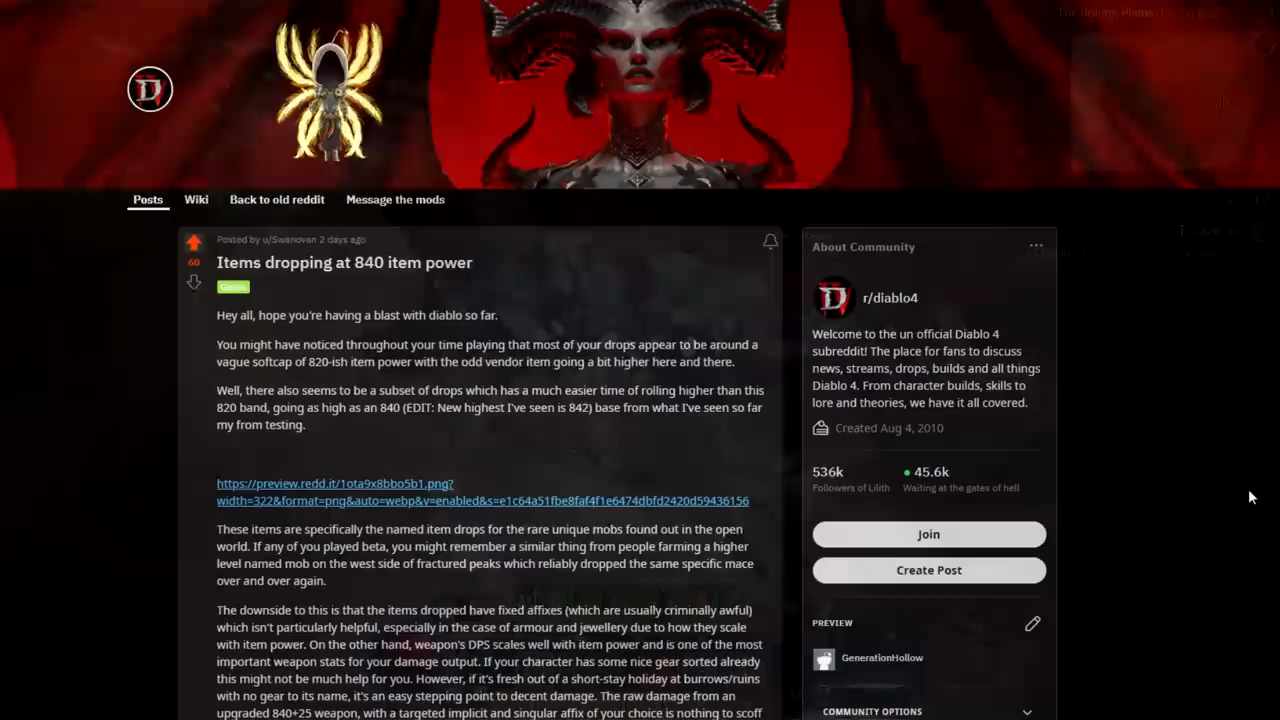 Posts Wiki Back to old reddit Message the mods
60
Posted by u/Swanovan 2 days ago
Items dropping at 840 item power
Hey all, hope you're having a blast with diablo so far.
You might have noticed throughout your time playing that most of your drops appear to be around a
vague softcap of 820-ish item power with the odd vendor item going a bit higher here and there.
Well, there also seems to be a subset of drops which has a much easier time of rolling higher than this
820 band, going as high as an 840 (EDIT: New highest I've seen is 842) base from what I've seen so far
my from testing.
https://preview.redd.it/1ota9x8bbo5b1.png?
width=322&format=png&auto=webp&v=enabled&s=e1c64a51fbe8faf4f1e6474dbfd2420d59436156
These items are specifically the named item drops for the rare unique mobs found out in the open
world. If any of you played beta, you might remember a similar thing from people farming a higher
level named mob on the west side of fractured peaks which reliably dropped the same specific mace
over and over again.
The downside to this is that the items dropped have fixed affixes (which are usually criminally awful)
which isn't particularly helpful, especially in the case of armour and jewellery due to how they scale
with item power. On the other hand, weapon's DPS scales well with item power and is one of the most
important weapon stats for your damage output. If your character has some nice gear sorted already
this might not be much help for you. However, if it's fresh out of a short-stay holiday at burrows/ruins
with no gear to its name, it's an easy stepping point to decent damage. The raw damage from an
upgraded 840+25 weapon, with a targeted implicit and singular affix of your choice is nothing to scoff
About Community
r/diablo4
Welcome to the un official Diablo 4
subreddit! The place for fans to discuss
news, streams, drops, builds and all things
Diablo 4. From character builds, skills to
lore and theories, we have it all covered.
Created Aug 4, 2010
536k 45.6k
Followers of Lilith Waiting at the gates of hell
Join
Create Post
PREVIEW
GenerationHollow
COMMUNITY OPTIONS